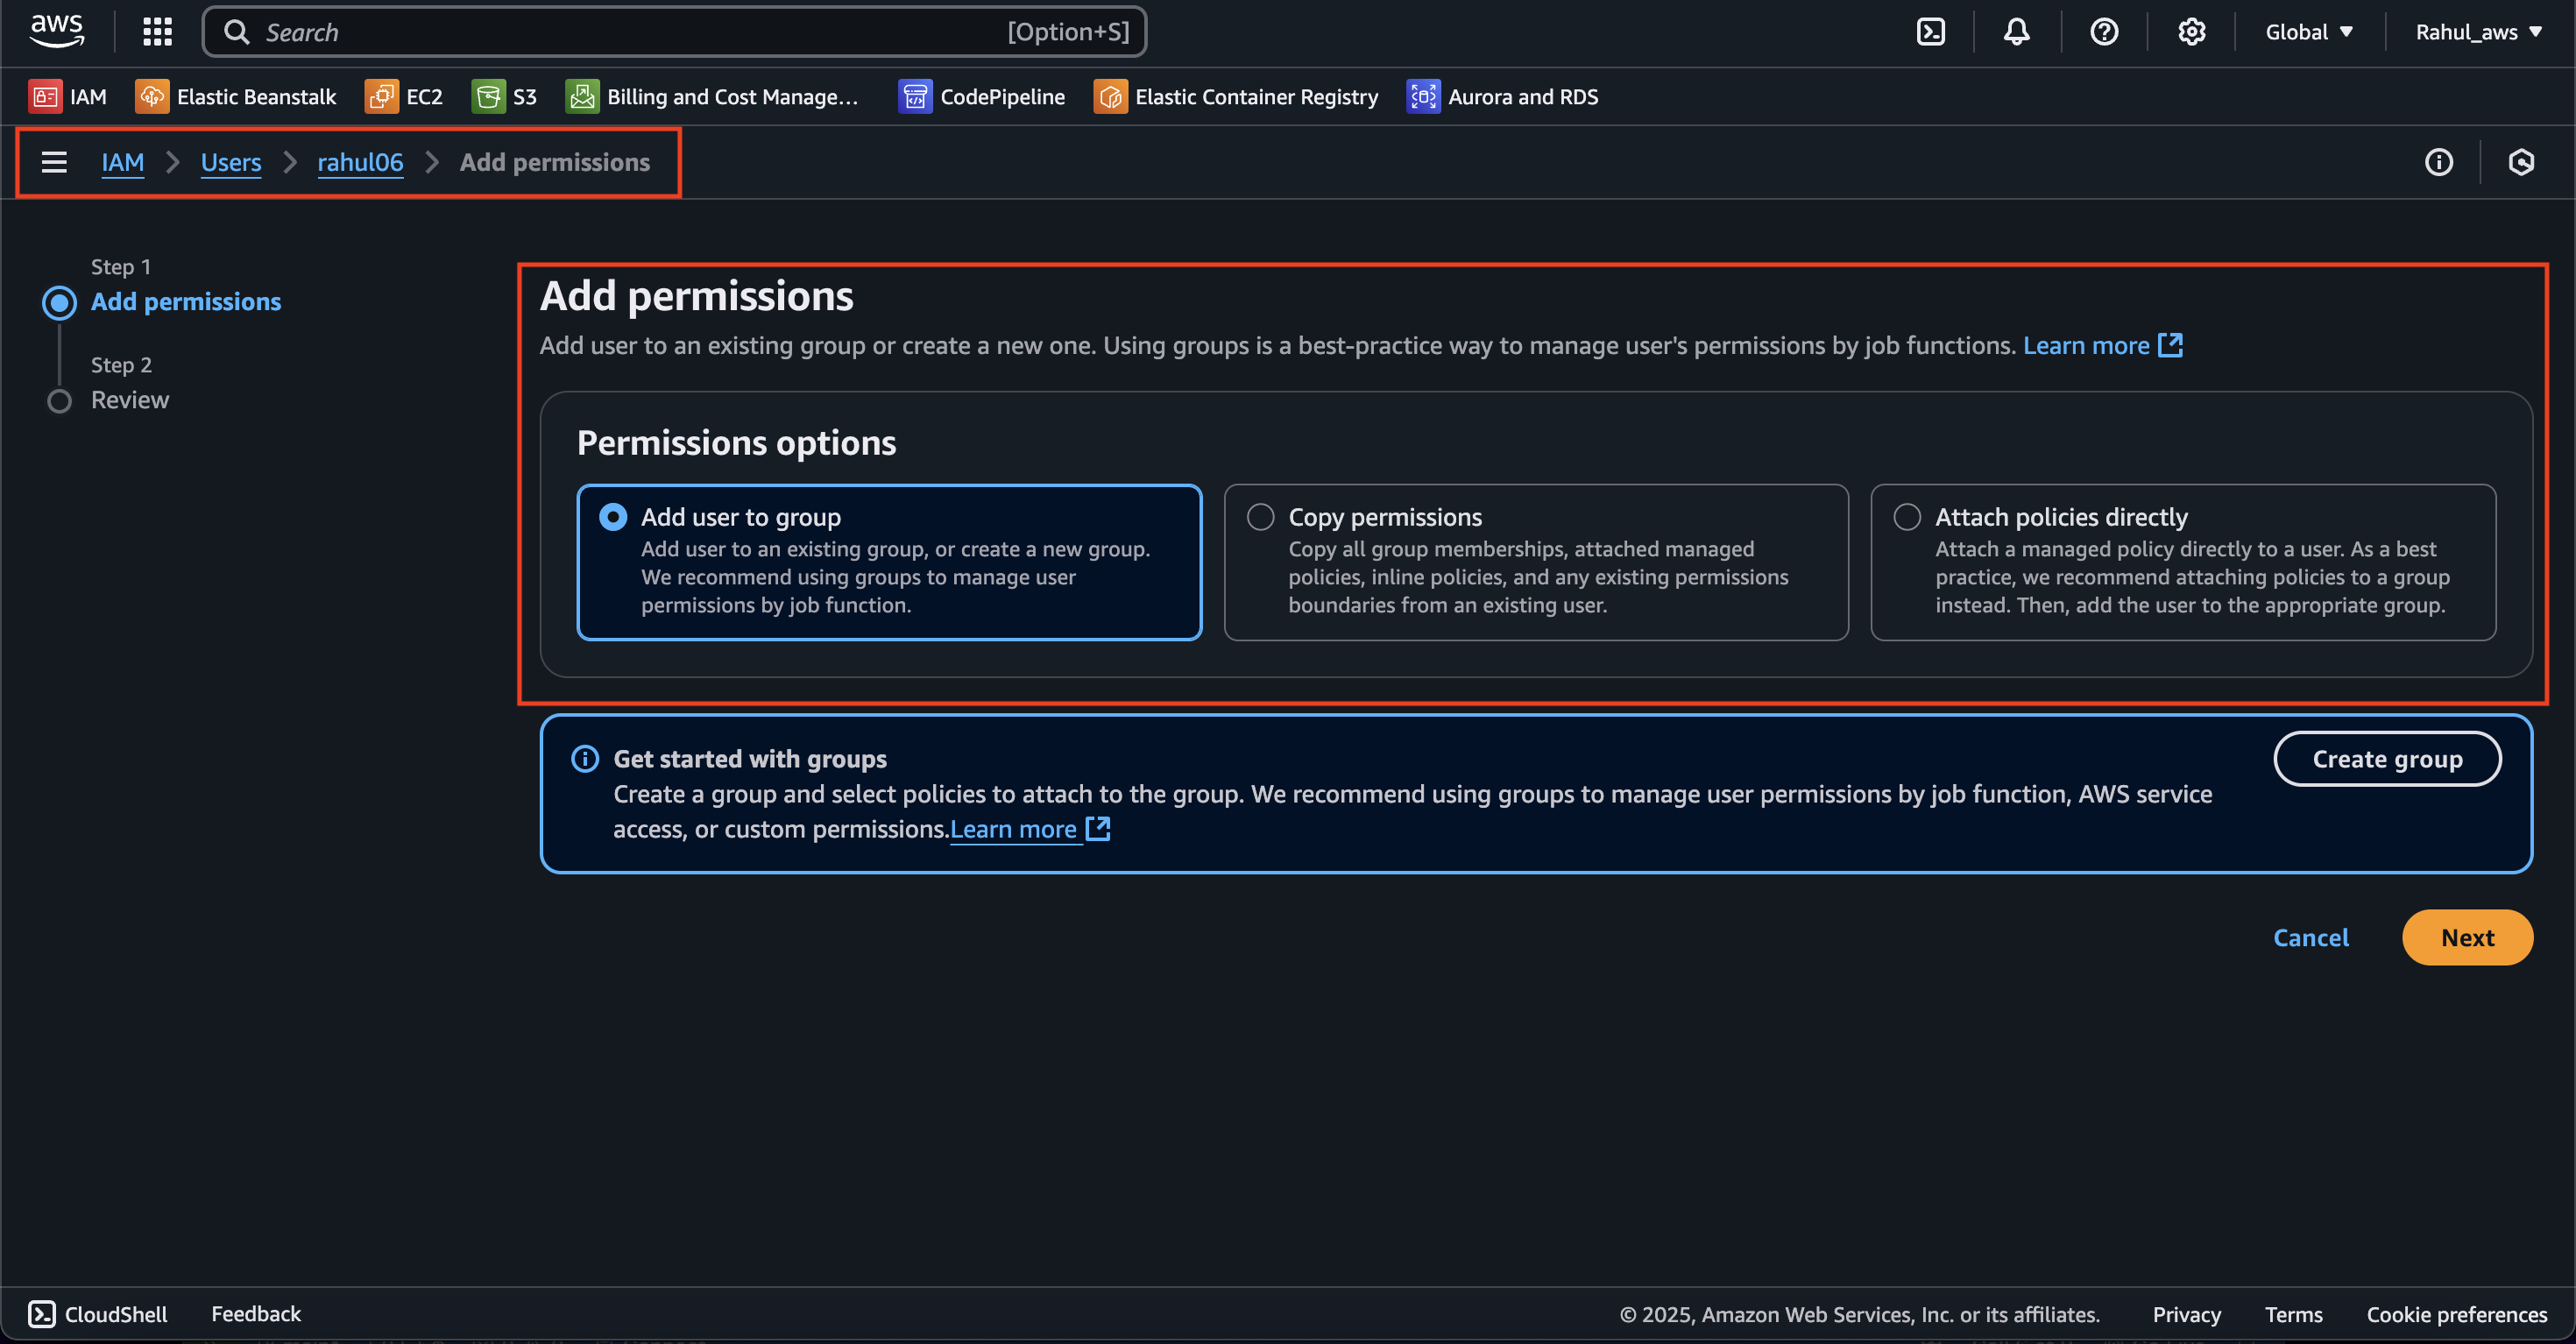 aws
Search [Option+S]
Global Rahul_aws
IAM Elastic Beanstalk EC2 S3 Billing and Cost Manage... CodePipeline Elastic Container Registry Aurora and RDS
IAM Users rahul06 Add permissions
Step 1
Add permissions
Step 2
Review
Add permissions
Add user to an existing group or create a new one. Using groups is a best-practice way to manage user's permissions by job functions. Learn more
Permissions options
Add user to group
Add user to an existing group, or create a new group.
We recommend using groups to manage user
permissions by job function.
Copy permissions
Copy all group memberships, attached managed
policies, inline policies, and any existing permissions
boundaries from an existing user.
Attach policies directly
Attach a managed policy directly to a user. As a best
practice, we recommend attaching policies to a group
instead. Then, add the user to the appropriate group.
Get started with groups
Create a group and select policies to attach to the group. We recommend using groups to manage user permissions by job function, AWS service
access, or custom permissions.Learn more
Create group
Cancel Next
CloudShell Feedback © 2025, Amazon Web Services, Inc. or its affiliates. Privacy Terms Cookie preferences